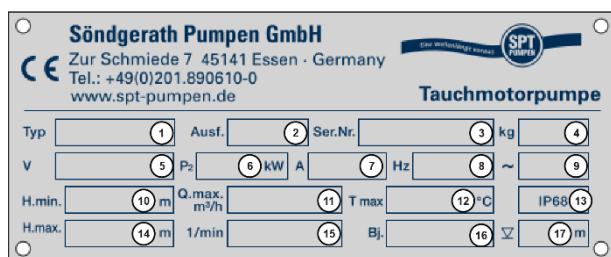 Söndgerath Pumpen GmbH
Zur Schmiede 7 45141 Essen · Germany
Tel.: +49(0)201.890610-0
www.spt-pumpen.de
CE
Eine Wellenlänge voraus
SPT
PUMPEN
Tauchmotorpumpe
Typ 1 Ausf. 2 Ser.Nr. 3 kg 4
V 5 P2 6 kW A 7 Hz 8 ~ 9
H.min. 10 m Q.max. m³/h 11 T max 12 °C IP68 13
H.max. 14 m 1/min 15 Bj. 16 17 m